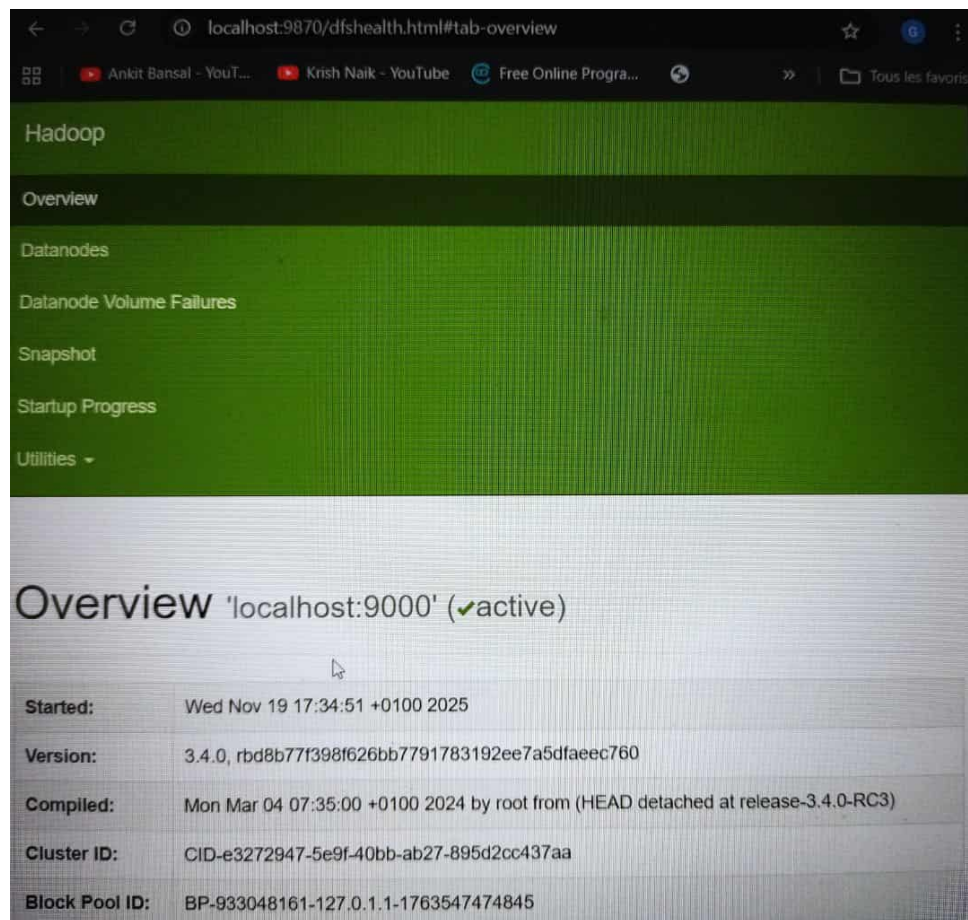 localhost:9870/dfshealth.html#tab-overview
G
Ankit Bansal - YouT... Krish Naik - YouTube Free Online Progra... » Tous les favoris
Hadoop
Overview
Datanodes
Datanode Volume Failures
Snapshot
Startup Progress
Utilities
Overview 'localhost:9000' (✔active)
Started: Wed Nov 19 17:34:51 +0100 2025
Version: 3.4.0, rbd8b77f398f626bb7791783192ee7a5dfaeec760
Compiled: Mon Mar 04 07:35:00 +0100 2024 by root from (HEAD detached at release-3.4.0-RC3)
Cluster ID: CID-e3272947-5e9f-40bb-ab27-895d2cc437aa
Block Pool ID: BP-933048161-127.0.1.1-1763547474845